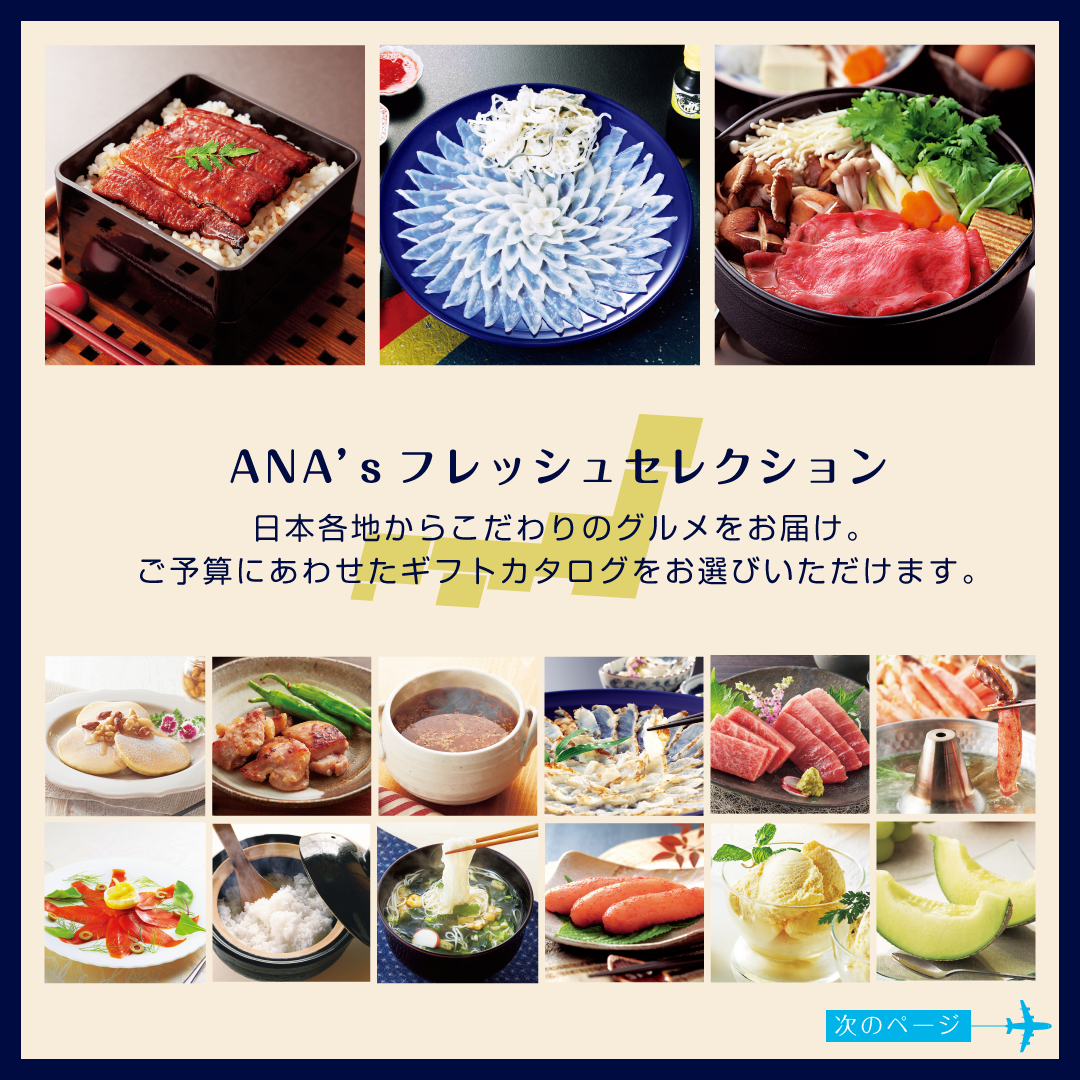 ANA's フレッシュセレクション
日本各地からこだわりのグルメをお届け。
ご予算にあわせたギフトカタログをお選びいただけます。
次のページ